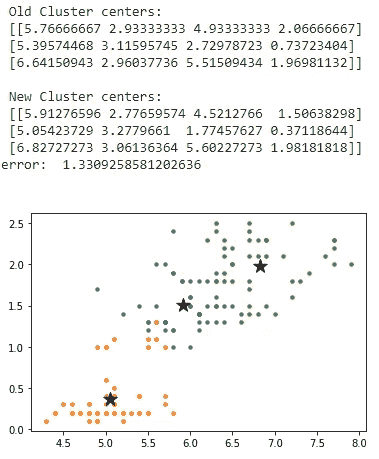 Old Cluster centers:
[[5.76666667 2.93333333 4.93333333 2.06666667]
[5.39574468 3.11595745 2.72978723 0.73723404]
[6.64150943 2.96037736 5.51509434 1.96981132]]
New Cluster centers:
[[5.91276596 2.77659574 4.5212766 1.50638298]
[5.05423729 3.2779661 1.77457627 0.37118644]
[6.82727273 3.06136364 5.60227273 1.98181818]]
error: 1.3309258581202636
2.5
2.0
1.5
1.0
0.5
0.0
4.5 5.0 5.5 6.0 6.5 7.0 7.5 8.0